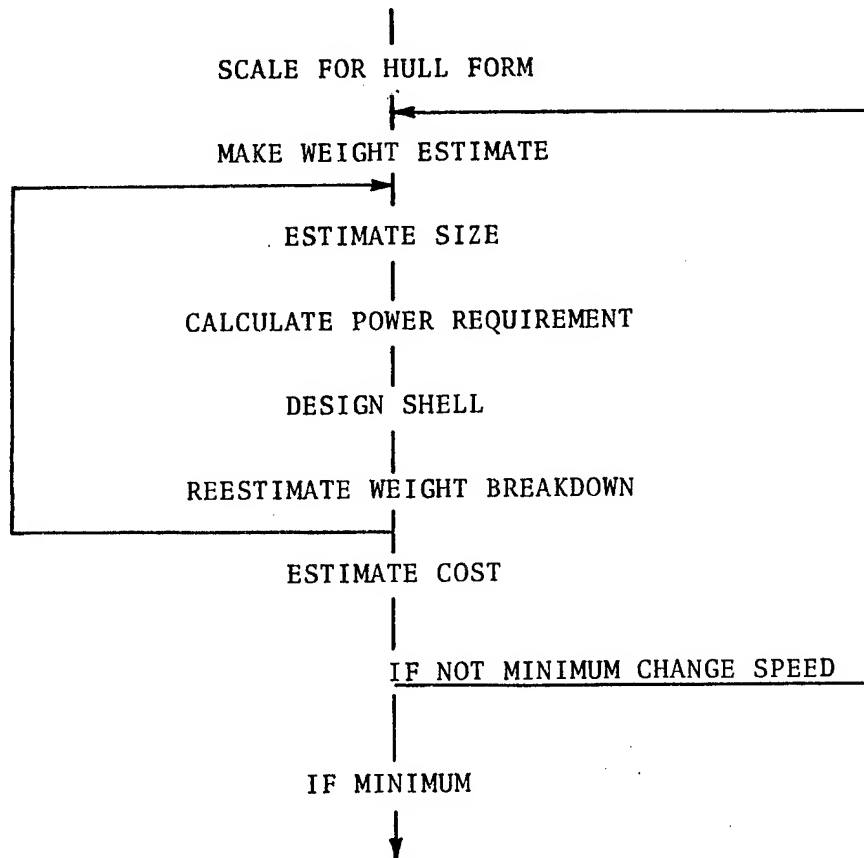 SCALE FOR HULL FORM
MAKE WEIGHT ESTIMATE
ESTIMATE SIZE
CALCULATE POWER REQUIREMENT
DESIGN SHELL
REESTIMATE WEIGHT BREAKDOWN
ESTIMATE COST
IF NOT MINIMUM CHANGE SPEED
IF MINIMUM